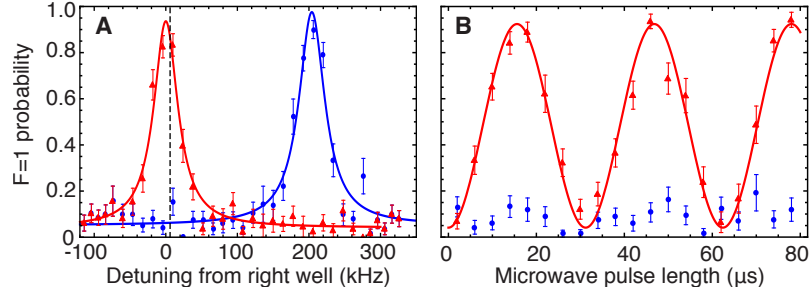 A
B
F=1 probability
1.0
0.8
0.6
0.4
0.2
0
-100 0 100 200 300
0 20 40 60 80
Detuning from right well (kHz)
Microwave pulse length (μs)